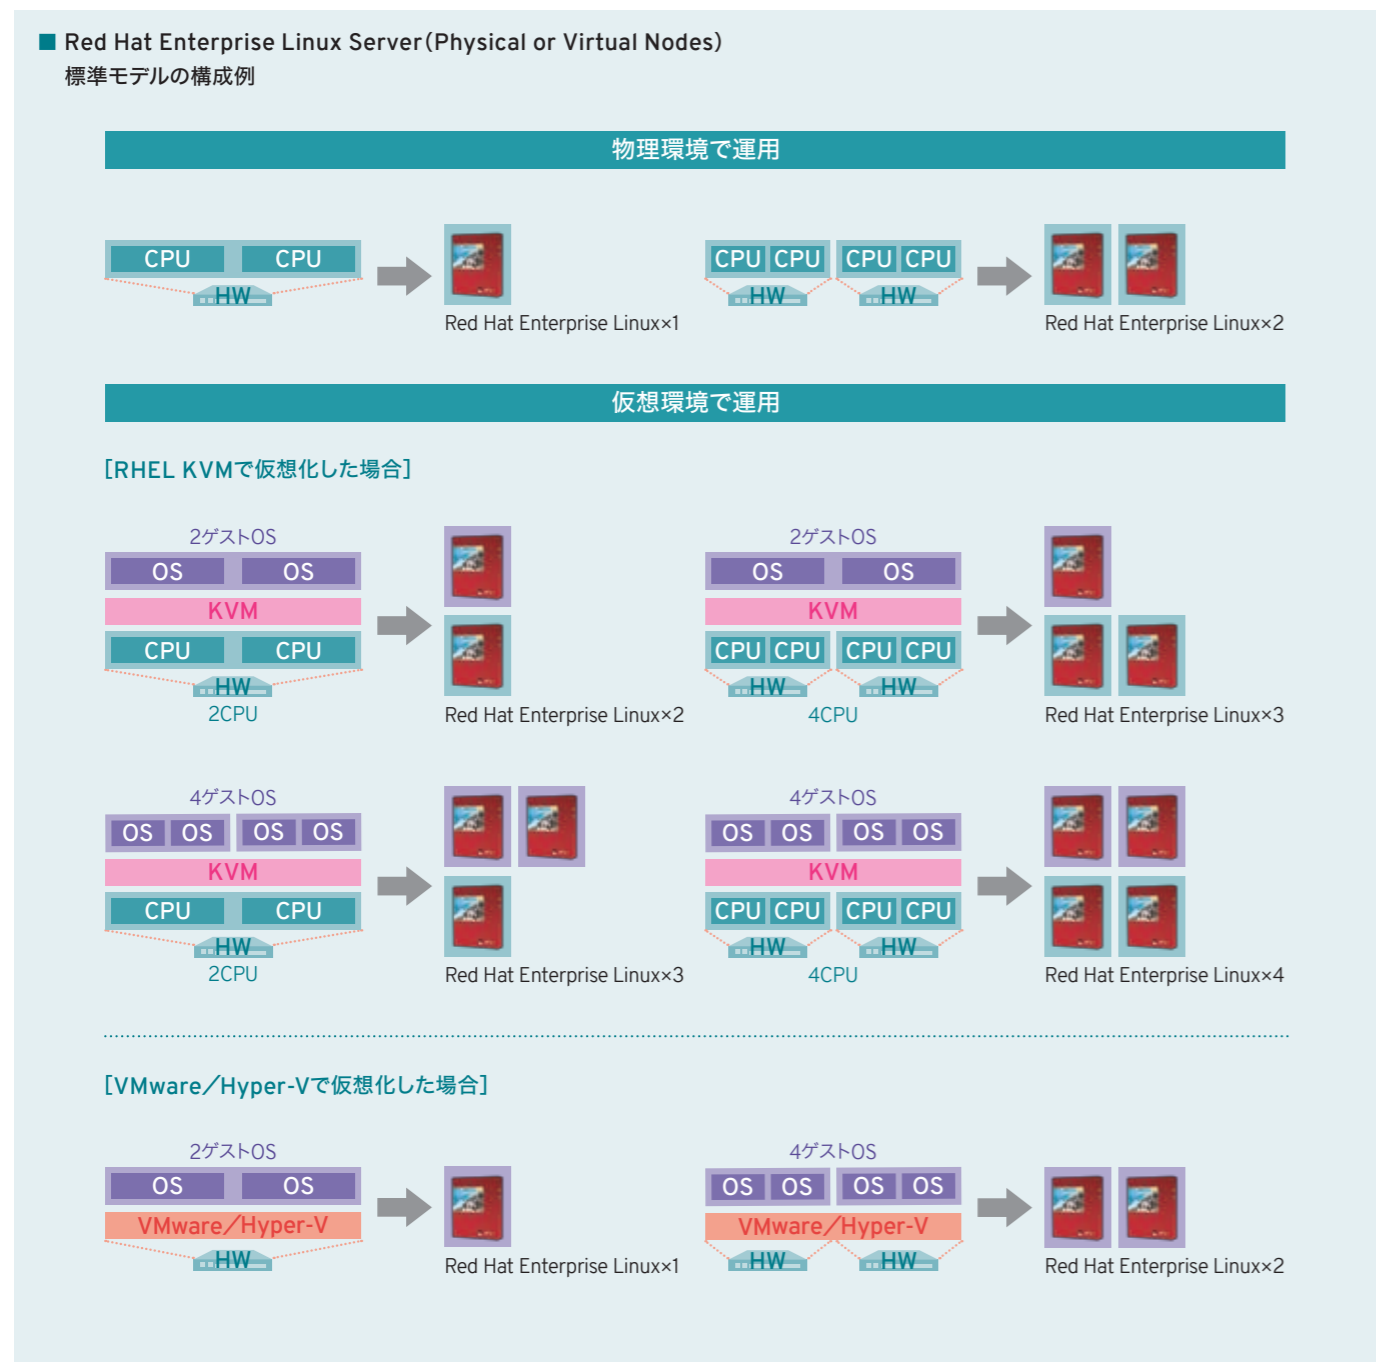 ■ Red Hat Enterprise Linux Server（Physical or Virtual Nodes）
標準モデルの構成例
物理環境で運用
CPU CPU
HW
Red Hat Enterprise Linux×1
CPU CPU CPU CPU
HW HW
Red Hat Enterprise Linux×2
仮想環境で運用
［RHEL KVMで仮想化した場合］
2ゲストOS
OS OS
KVM
CPU CPU
HW
2CPU
Red Hat Enterprise Linux×2
2ゲストOS
OS OS
KVM
CPU CPU CPU CPU
HW HW
4CPU
Red Hat Enterprise Linux×3
4ゲストOS
OS OS OS OS
KVM
CPU CPU
HW
2CPU
Red Hat Enterprise Linux×3
4ゲストOS
OS OS OS OS
KVM
CPU CPU CPU CPU
HW HW
4CPU
Red Hat Enterprise Linux×4
［VMware／Hyper-Vで仮想化した場合］
2ゲストOS
OS OS
VMware／Hyper-V
HW
Red Hat Enterprise Linux×1
4ゲストOS
OS OS OS OS
VMware／Hyper-V
HW HW
Red Hat Enterprise Linux×2